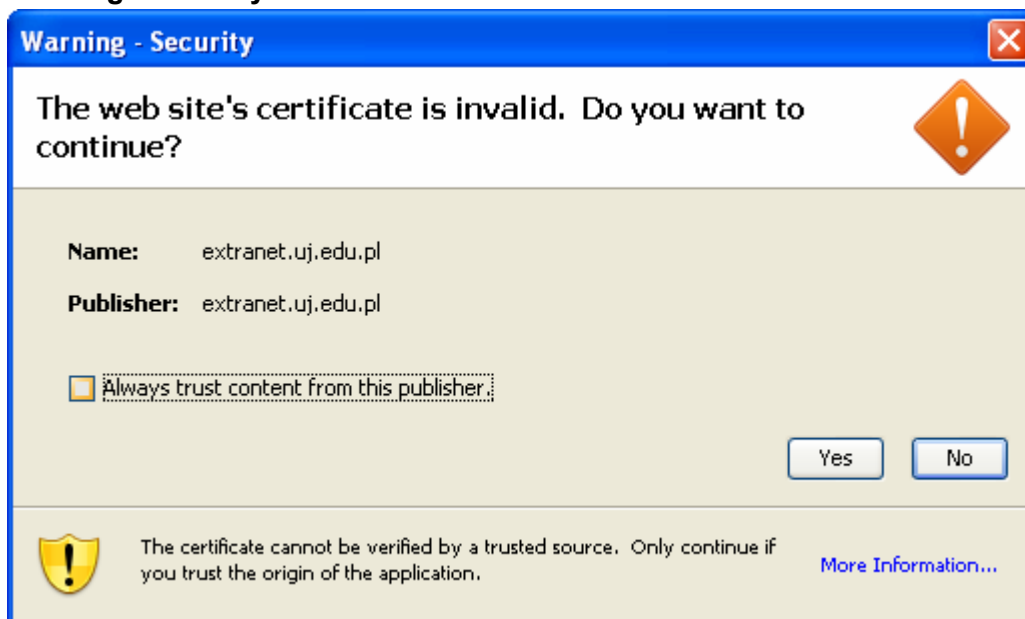 Warning - Security
The web site's certificate is invalid. Do you want to
continue?
Name: extranet.uj.edu.pl
Publisher: extranet.uj.edu.pl
Always trust content from this publisher.
Yes No
The certificate cannot be verified by a trusted source. Only continue if
you trust the origin of the application.
More Information...